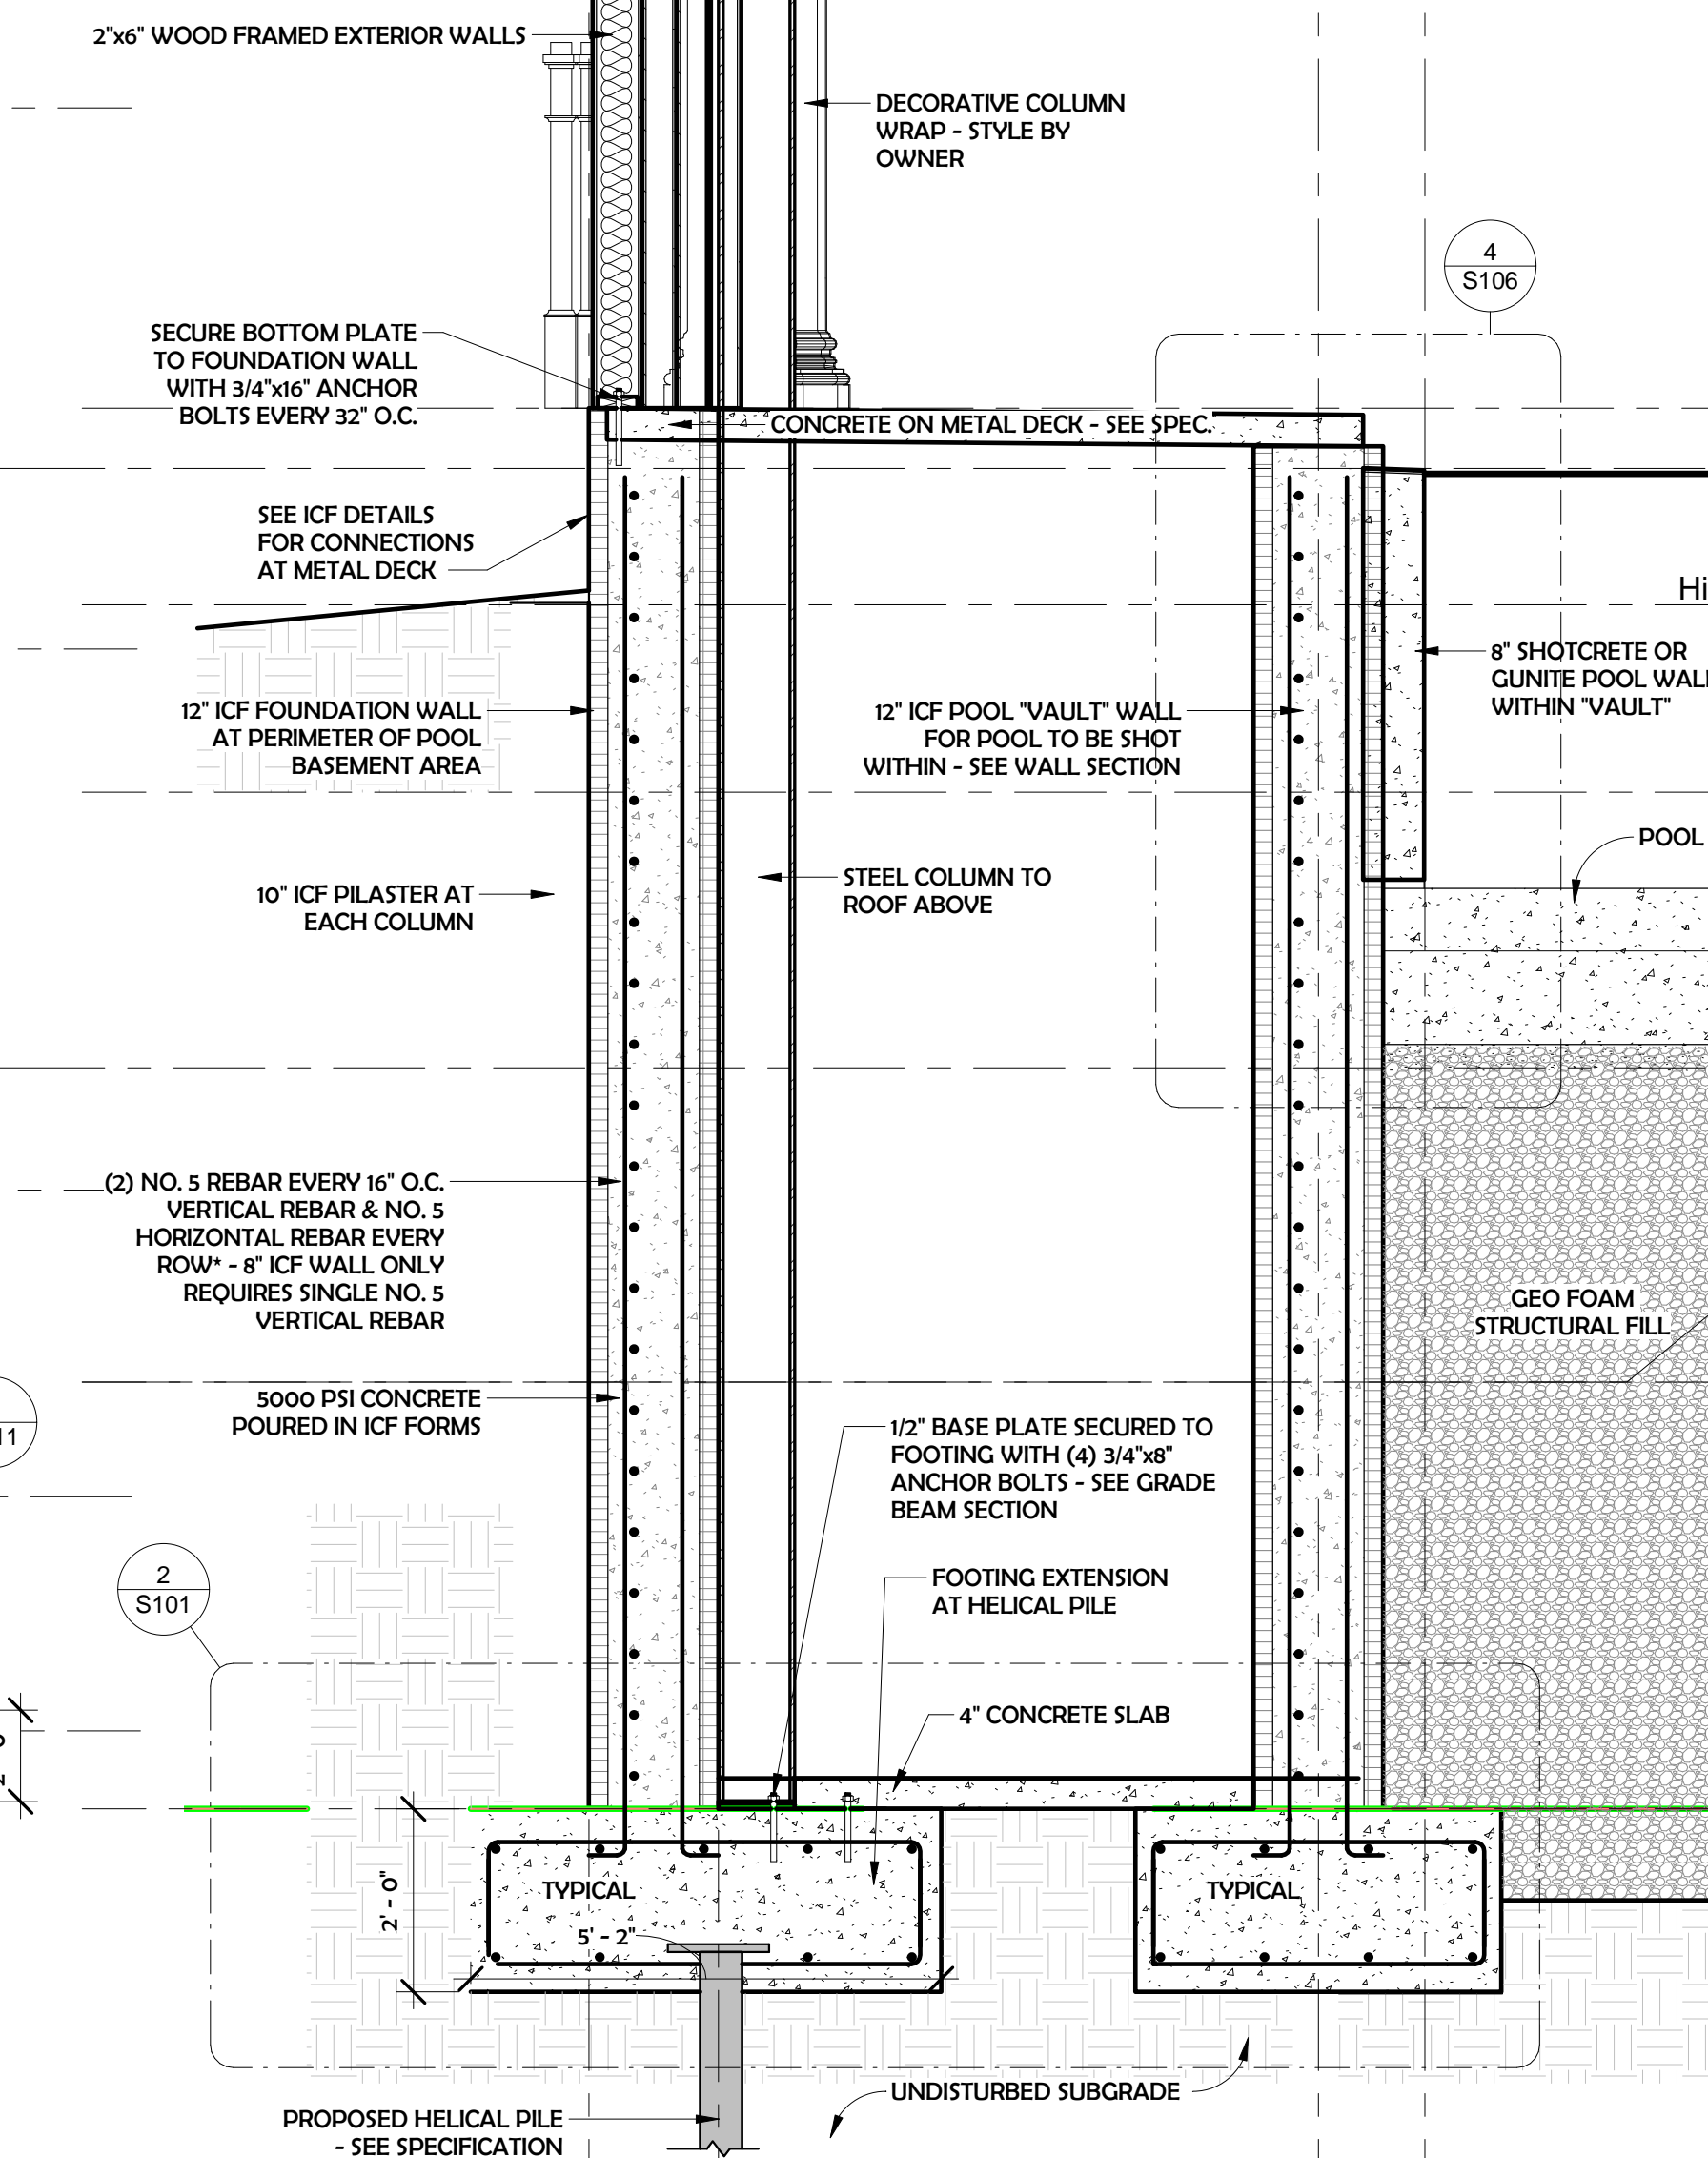 2"x6" WOOD FRAMED EXTERIOR WALLS
DECORATIVE COLUMN
WRAP - STYLE BY
OWNER
4
S106
SECURE BOTTOM PLATE
TO FOUNDATION WALL
WITH 3/4"x16" ANCHOR
BOLTS EVERY 32" O.C.
CONCRETE ON METAL DECK - SEE SPEC.
SEE ICF DETAILS
FOR CONNECTIONS
AT METAL DECK
Hi
8" SHOTCRETE OR
GUNITE POOL WALL
WITHIN "VAULT"
12" ICF FOUNDATION WALL
AT PERIMETER OF POOL
BASEMENT AREA
12" ICF POOL "VAULT" WALL
FOR POOL TO BE SHOT
WITHIN - SEE WALL SECTION
POOL
10" ICF PILASTER AT
EACH COLUMN
STEEL COLUMN TO
ROOF ABOVE
(2) NO. 5 REBAR EVERY 16" O.C.
VERTICAL REBAR & NO. 5
HORIZONTAL REBAR EVERY
ROW* - 8" ICF WALL ONLY
REQUIRES SINGLE NO. 5
VERTICAL REBAR
GEO FOAM
STRUCTURAL FILL
5000 PSI CONCRETE
POURED IN ICF FORMS
11
1/2" BASE PLATE SECURED TO
FOOTING WITH (4) 3/4"x8"
ANCHOR BOLTS - SEE GRADE
BEAM SECTION
2
S101
FOOTING EXTENSION
AT HELICAL PILE
4" CONCRETE SLAB
2' - 0"
TYPICAL
TYPICAL
5' - 2"
UNDISTURBED SUBGRADE
PROPOSED HELICAL PILE
- SEE SPECIFICATION